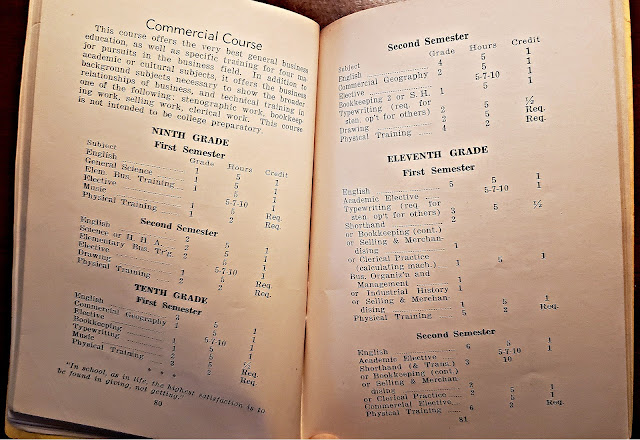 Commercial Course
This course offers the very best general business
education, as well as specific training for four ma
jor pursuits in the business field. In addition to
academic or cultural subjects, it offers the business
background subjects necessary to show the broader
relationships of business, and technical training in
one of the following: stenographic work, bookkeep
ing work, selling work, clerical work. This course
is not intended to be college preparatory.
NINTH GRADE
First Semester
Subject Grade Hours Credit
English 1 5 1
General Science 1 5 1
Elem. Bus. Training 1 5 1
Elective 5-7-10 1
Music 1
Physical Training 1 Req.
Second Semester
English 2 5 1
Science or H. H. A. 2 5 1
Elementary Bus. Tr'g. 2 5 1
Elective 5-7-10 1
Drawing Req.
Physical Training 2 Req.
TENTH GRADE
First Semester
English 3 5 1
Commercial Geography 1 5 1
Elective 5-7-10 1
Bookkeeping 1 5 1
Typewriting 1 5 ½
Music 2 Req.
Physical Training 3 Req.
* * *
"In school, as in life, the highest satisfaction is to
be found in giving, not getting."
80
Second Semester
Subject Grade Hours Credit
English 4 5 1
Commercial Geography 2 5 1
Elective 5-7-10 1
Bookkeeping 2 or S. H. 1 5 1
Typewriting (req. for
sten. op't for others) 2 5 ½
Drawing 2 2 Req.
Physical Training 4 2 Req.
ELEVENTH GRADE
First Semester
English 5 5 1
Academic Elective 5-7-10 1
Typewriting (req. for
sten. op't for others) 3 5 ½
Shorthand 2
or Bookkeeping (cont.)
or Selling & Merchan
dising 1
or Clerical Practice
(calculating mach.) 1 5 1
Bus. Organiz'n and
Management 1
or Industrial History 1
or Selling & Merchan
dising 1 5 1
Physical Training 5 2 Req.
Second Semester
English 6 5 1
Academic Elective 5-7-10 1
Shorthand (& Trans.) 3 10
or Bookkeeping (cont.)
or Selling & Merchan
dising 2 5 1
or Clerical Practice 2 5 1
Commercial Elective 5 1
Physical Training 6 2 Req.
81